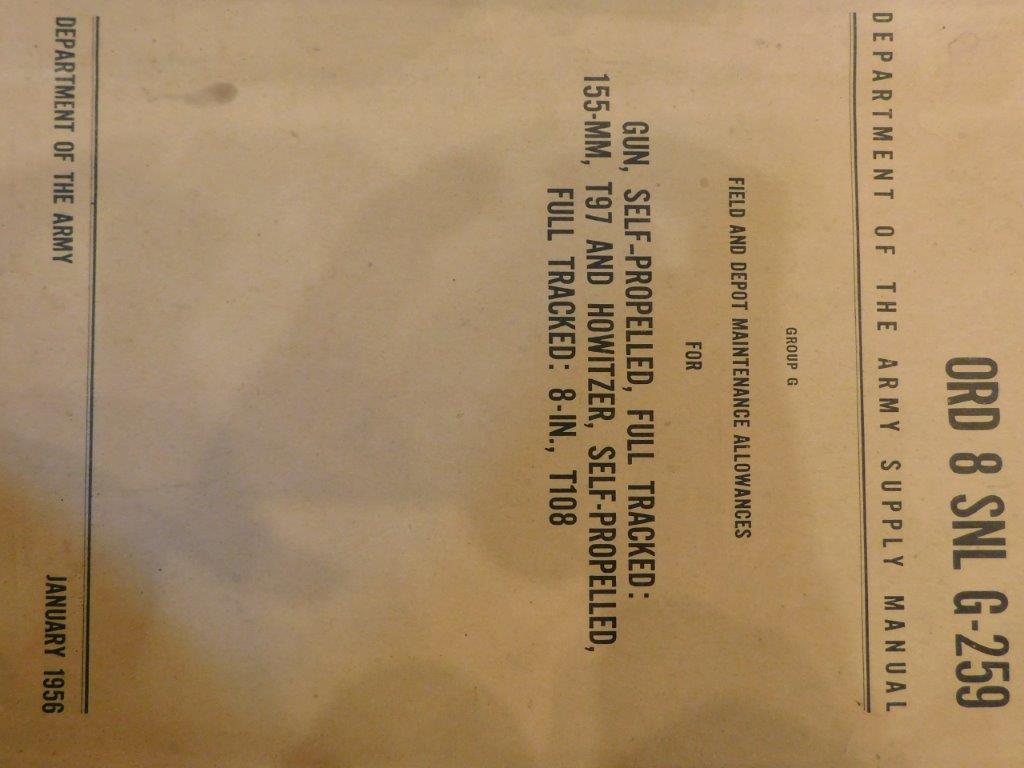 ORD 8 SNL G-259
DEPARTMENT OF THE ARMY SUPPLY MANUAL
GROUP G
FIELD AND DEPOT MAINTENANCE ALLOWANCES
FOR
GUN, SELF-PROPELLED, FULL TRACKED:
155-MM, T97 AND HOWITZER, SELF-PROPELLED,
FULL TRACKED: 8-IN., T108
DEPARTMENT OF THE ARMY JANUARY 1956